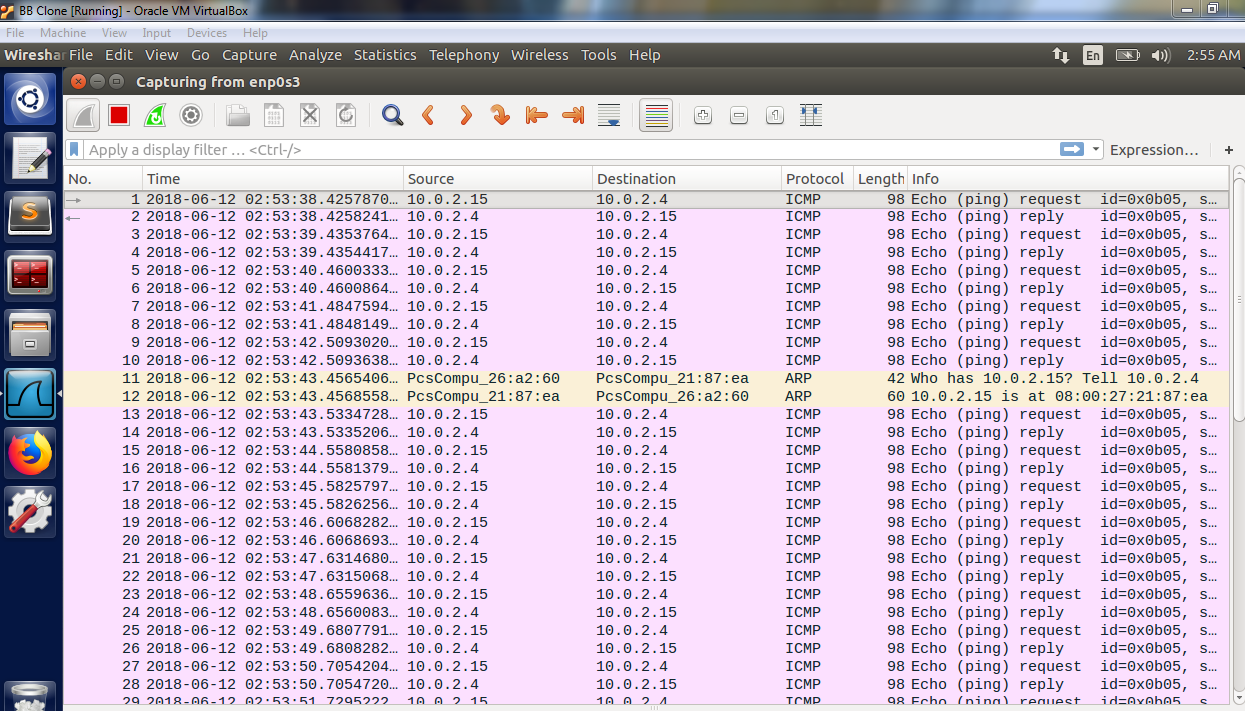 BB Clone [Running] - Oracle VM VirtualBox
File Machine View Input Devices Help
Wireshar File Edit View Go Capture Analyze Statistics Telephony Wireless Tools Help En 2:55 AM
Capturing from enp0s3
Apply a display filter … <Ctrl-/> Expression… +
No. Time Source Destination Protocol Length Info
1 2018-06-12 02:53:38.4257870… 10.0.2.15 10.0.2.4 ICMP 98 Echo (ping) request id=0x0b05, s…
2 2018-06-12 02:53:38.4258241… 10.0.2.4 10.0.2.15 ICMP 98 Echo (ping) reply id=0x0b05, s…
3 2018-06-12 02:53:39.4353764… 10.0.2.15 10.0.2.4 ICMP 98 Echo (ping) request id=0x0b05, s…
4 2018-06-12 02:53:39.4354417… 10.0.2.4 10.0.2.15 ICMP 98 Echo (ping) reply id=0x0b05, s…
5 2018-06-12 02:53:40.4600333… 10.0.2.15 10.0.2.4 ICMP 98 Echo (ping) request id=0x0b05, s…
6 2018-06-12 02:53:40.4600864… 10.0.2.4 10.0.2.15 ICMP 98 Echo (ping) reply id=0x0b05, s…
7 2018-06-12 02:53:41.4847594… 10.0.2.15 10.0.2.4 ICMP 98 Echo (ping) request id=0x0b05, s…
8 2018-06-12 02:53:41.4848149… 10.0.2.4 10.0.2.15 ICMP 98 Echo (ping) reply id=0x0b05, s…
9 2018-06-12 02:53:42.5093020… 10.0.2.15 10.0.2.4 ICMP 98 Echo (ping) request id=0x0b05, s…
10 2018-06-12 02:53:42.5093638… 10.0.2.4 10.0.2.15 ICMP 98 Echo (ping) reply id=0x0b05, s…
11 2018-06-12 02:53:43.4565406… PcsCompu_26:a2:60 PcsCompu_21:87:ea ARP 42 Who has 10.0.2.15? Tell 10.0.2.4
12 2018-06-12 02:53:43.4568558… PcsCompu_21:87:ea PcsCompu_26:a2:60 ARP 60 10.0.2.15 is at 08:00:27:21:87:ea
13 2018-06-12 02:53:43.5334728… 10.0.2.15 10.0.2.4 ICMP 98 Echo (ping) request id=0x0b05, s…
14 2018-06-12 02:53:43.5335206… 10.0.2.4 10.0.2.15 ICMP 98 Echo (ping) reply id=0x0b05, s…
15 2018-06-12 02:53:44.5580858… 10.0.2.15 10.0.2.4 ICMP 98 Echo (ping) request id=0x0b05, s…
16 2018-06-12 02:53:44.5581379… 10.0.2.4 10.0.2.15 ICMP 98 Echo (ping) reply id=0x0b05, s…
17 2018-06-12 02:53:45.5825797… 10.0.2.15 10.0.2.4 ICMP 98 Echo (ping) request id=0x0b05, s…
18 2018-06-12 02:53:45.5826256… 10.0.2.4 10.0.2.15 ICMP 98 Echo (ping) reply id=0x0b05, s…
19 2018-06-12 02:53:46.6068282… 10.0.2.15 10.0.2.4 ICMP 98 Echo (ping) request id=0x0b05, s…
20 2018-06-12 02:53:46.6068693… 10.0.2.4 10.0.2.15 ICMP 98 Echo (ping) reply id=0x0b05, s…
21 2018-06-12 02:53:47.6314680… 10.0.2.15 10.0.2.4 ICMP 98 Echo (ping) request id=0x0b05, s…
22 2018-06-12 02:53:47.6315068… 10.0.2.4 10.0.2.15 ICMP 98 Echo (ping) reply id=0x0b05, s…
23 2018-06-12 02:53:48.6559636… 10.0.2.15 10.0.2.4 ICMP 98 Echo (ping) request id=0x0b05, s…
24 2018-06-12 02:53:48.6560083… 10.0.2.4 10.0.2.15 ICMP 98 Echo (ping) reply id=0x0b05, s…
25 2018-06-12 02:53:49.6807791… 10.0.2.15 10.0.2.4 ICMP 98 Echo (ping) request id=0x0b05, s…
26 2018-06-12 02:53:49.6808282… 10.0.2.4 10.0.2.15 ICMP 98 Echo (ping) reply id=0x0b05, s…
27 2018-06-12 02:53:50.7054204… 10.0.2.15 10.0.2.4 ICMP 98 Echo (ping) request id=0x0b05, s…
28 2018-06-12 02:53:50.7054720… 10.0.2.4 10.0.2.15 ICMP 98 Echo (ping) reply id=0x0b05, s…
29 2018-06-12 02:53:51.7295222… 10.0.2.15 10.0.2.4 ICMP 98 Echo (ping) request id=0x0b05, s…